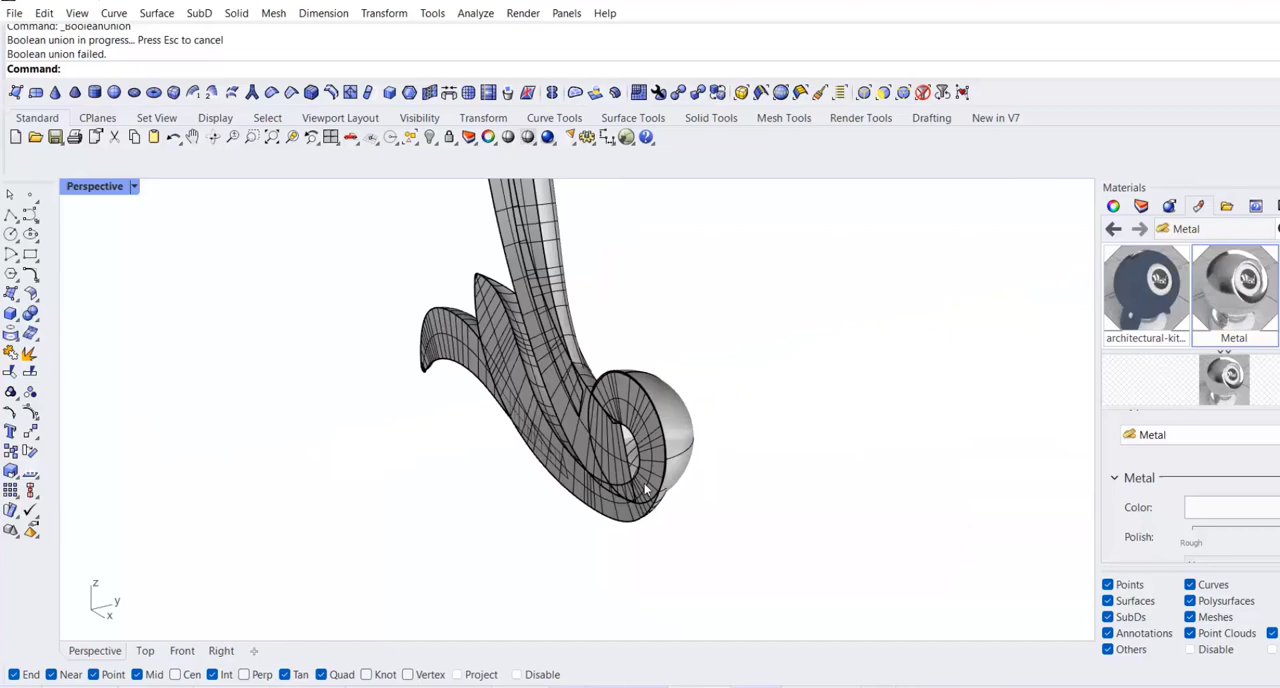 File Edit View Curve Surface SubD Solid Mesh Dimension Transform Tools Analyze Render Panels Help
Command: _BooleanUnion
Boolean union in progress... Press Esc to cancel
Boolean union failed.
Command:
Standard CPlanes Set View Display Select Viewport Layout Visibility Transform Curve Tools Surface Tools Solid Tools Mesh Tools Render Tools Drafting New in V7
Perspective
Materials
Metal
architectural-kit... Metal
Metal
Metal
Color:
Polish:
Rough
z
y
x
Points Curves
Surfaces Polysurfaces
SubDs Meshes
Annotations Point Clouds
Others Disable
Perspective Top Front Right
End Near Point Mid Cen Int Perp Tan Quad Knot Vertex Project Disable